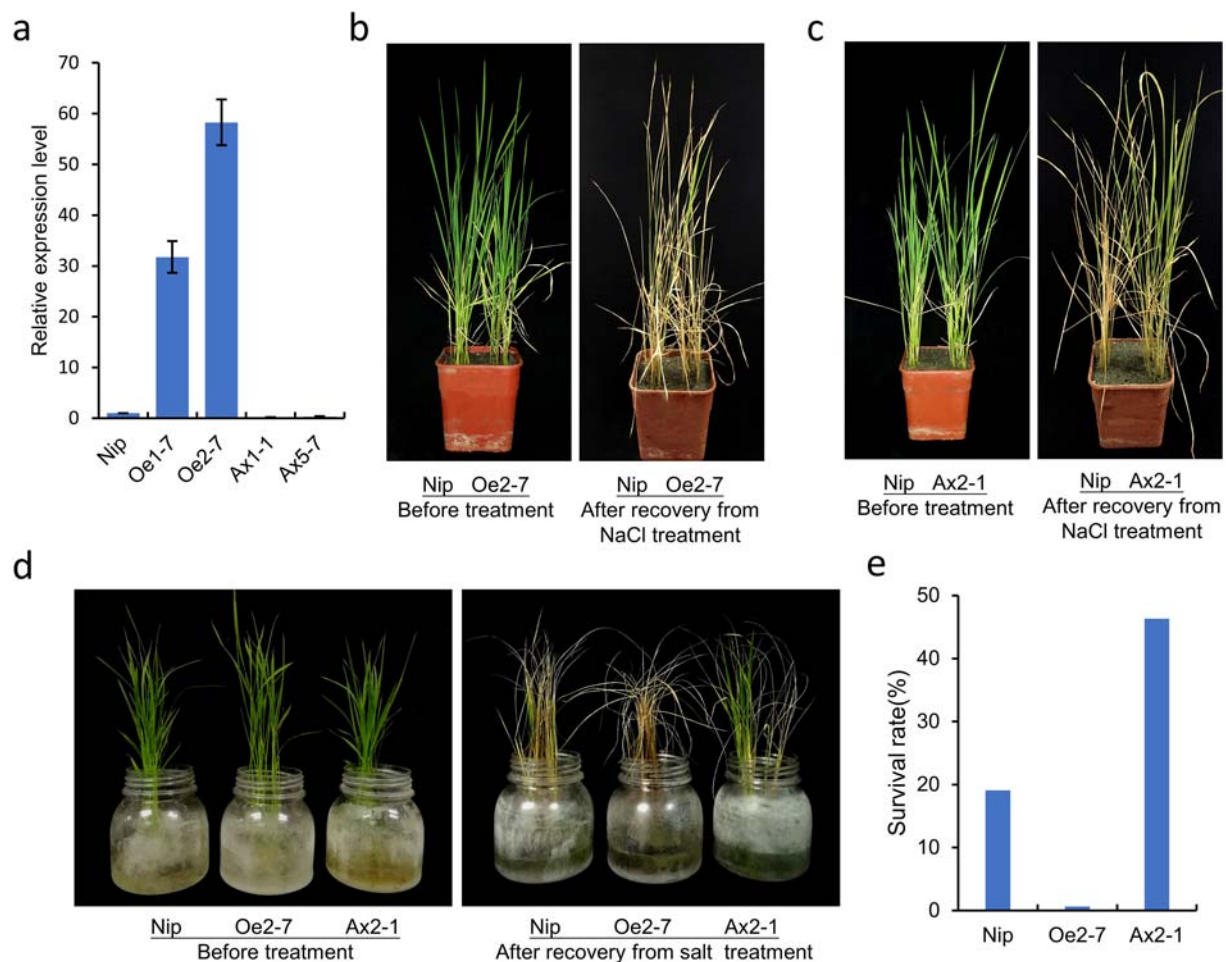 a
70
60
50
40
30
20
10
0
Relative expression level
Nip
Oe1-7
Oe2-7
Ax1-1
Ax5-7
b
Nip Oe2-7
Before treatment
Nip Oe2-7
After recovery from
NaCl treatment
c
Nip Ax2-1
Before treatment
Nip Ax2-1
After recovery from
NaCl treatment
d
Nip Oe2-7 Ax2-1
Before treatment
Nip Oe2-7 Ax2-1
After recovery from salt treatment
e
50
40
30
20
10
0
Survival rate(%)
Nip Oe2-7 Ax2-1